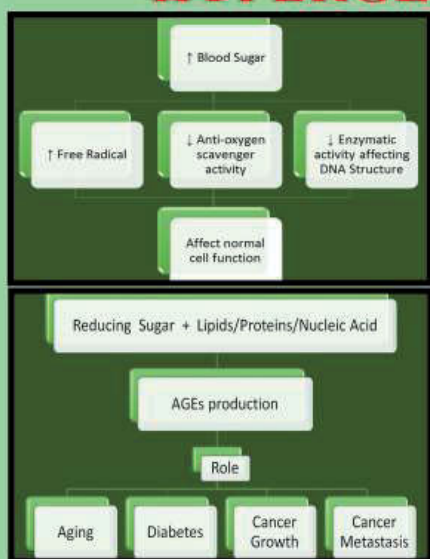 ↑ Blood Sugar
↑ Free Radical
↓ Anti-oxygen
scavenger
activity
↓ Enzymatic
activity affecting
DNA Structure
Affect normal
cell function
Reducing Sugar + Lipids/Proteins/Nucleic Acid
AGEs production
Role
Aging
Diabetes
Cancer
Growth
Cancer
Metastasis